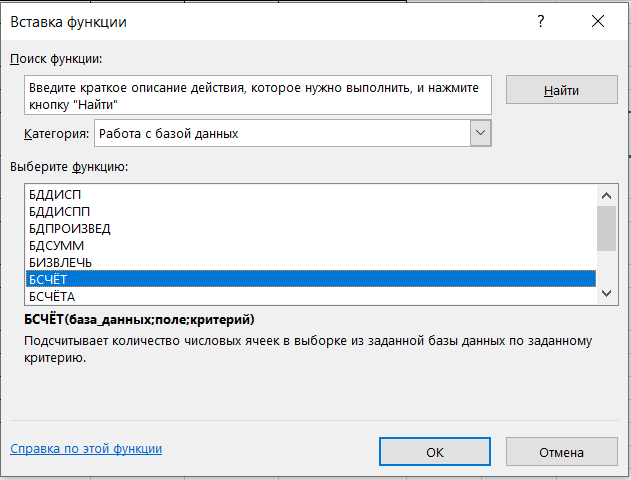 Вставка функции
?
Поиск функции:
Введите краткое описание действия, которое нужно выполнить, и нажмите
кнопку "Найти"
Найти
Категория:
Работа с базой данных
Выберите функцию:
БДДИСП
БДДИСПП
БДПРОИЗВЕД
БДСУММ
БИЗВЛЕЧЬ
БСЧЁТ
БСЧЁТА
БСЧЁТ(база_данных;поле;критерий)
Подсчитывает количество числовых ячеек в выборке из заданной базы данных по заданному
критерию.
Справка по этой функции
ОК
Отмена